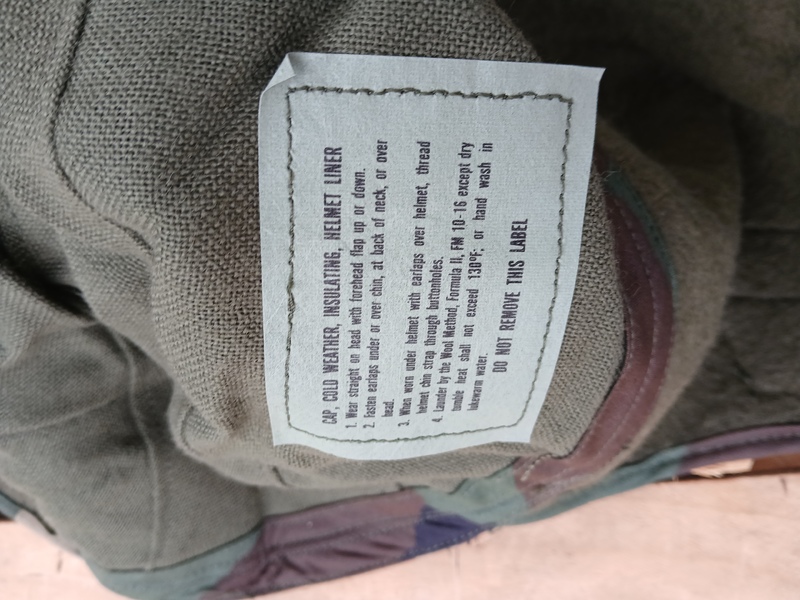 CAP, COLD WEATHER, INSULATING, HELMET LINER
1. Wear straight on head with forehead flap up or down.
2. Fasten earlaps under or over chin, at back of neck, or over
head.
3. When worn under helmet with earlaps over helmet, thread
helmet chin strap through buttonholes.
4. Launder by the Wool Method, Formula II, FM 10-16 except dry
tumble heat shall not exceed 130°F; or hand wash in
lukewarm water.
DO NOT REMOVE THIS LABEL